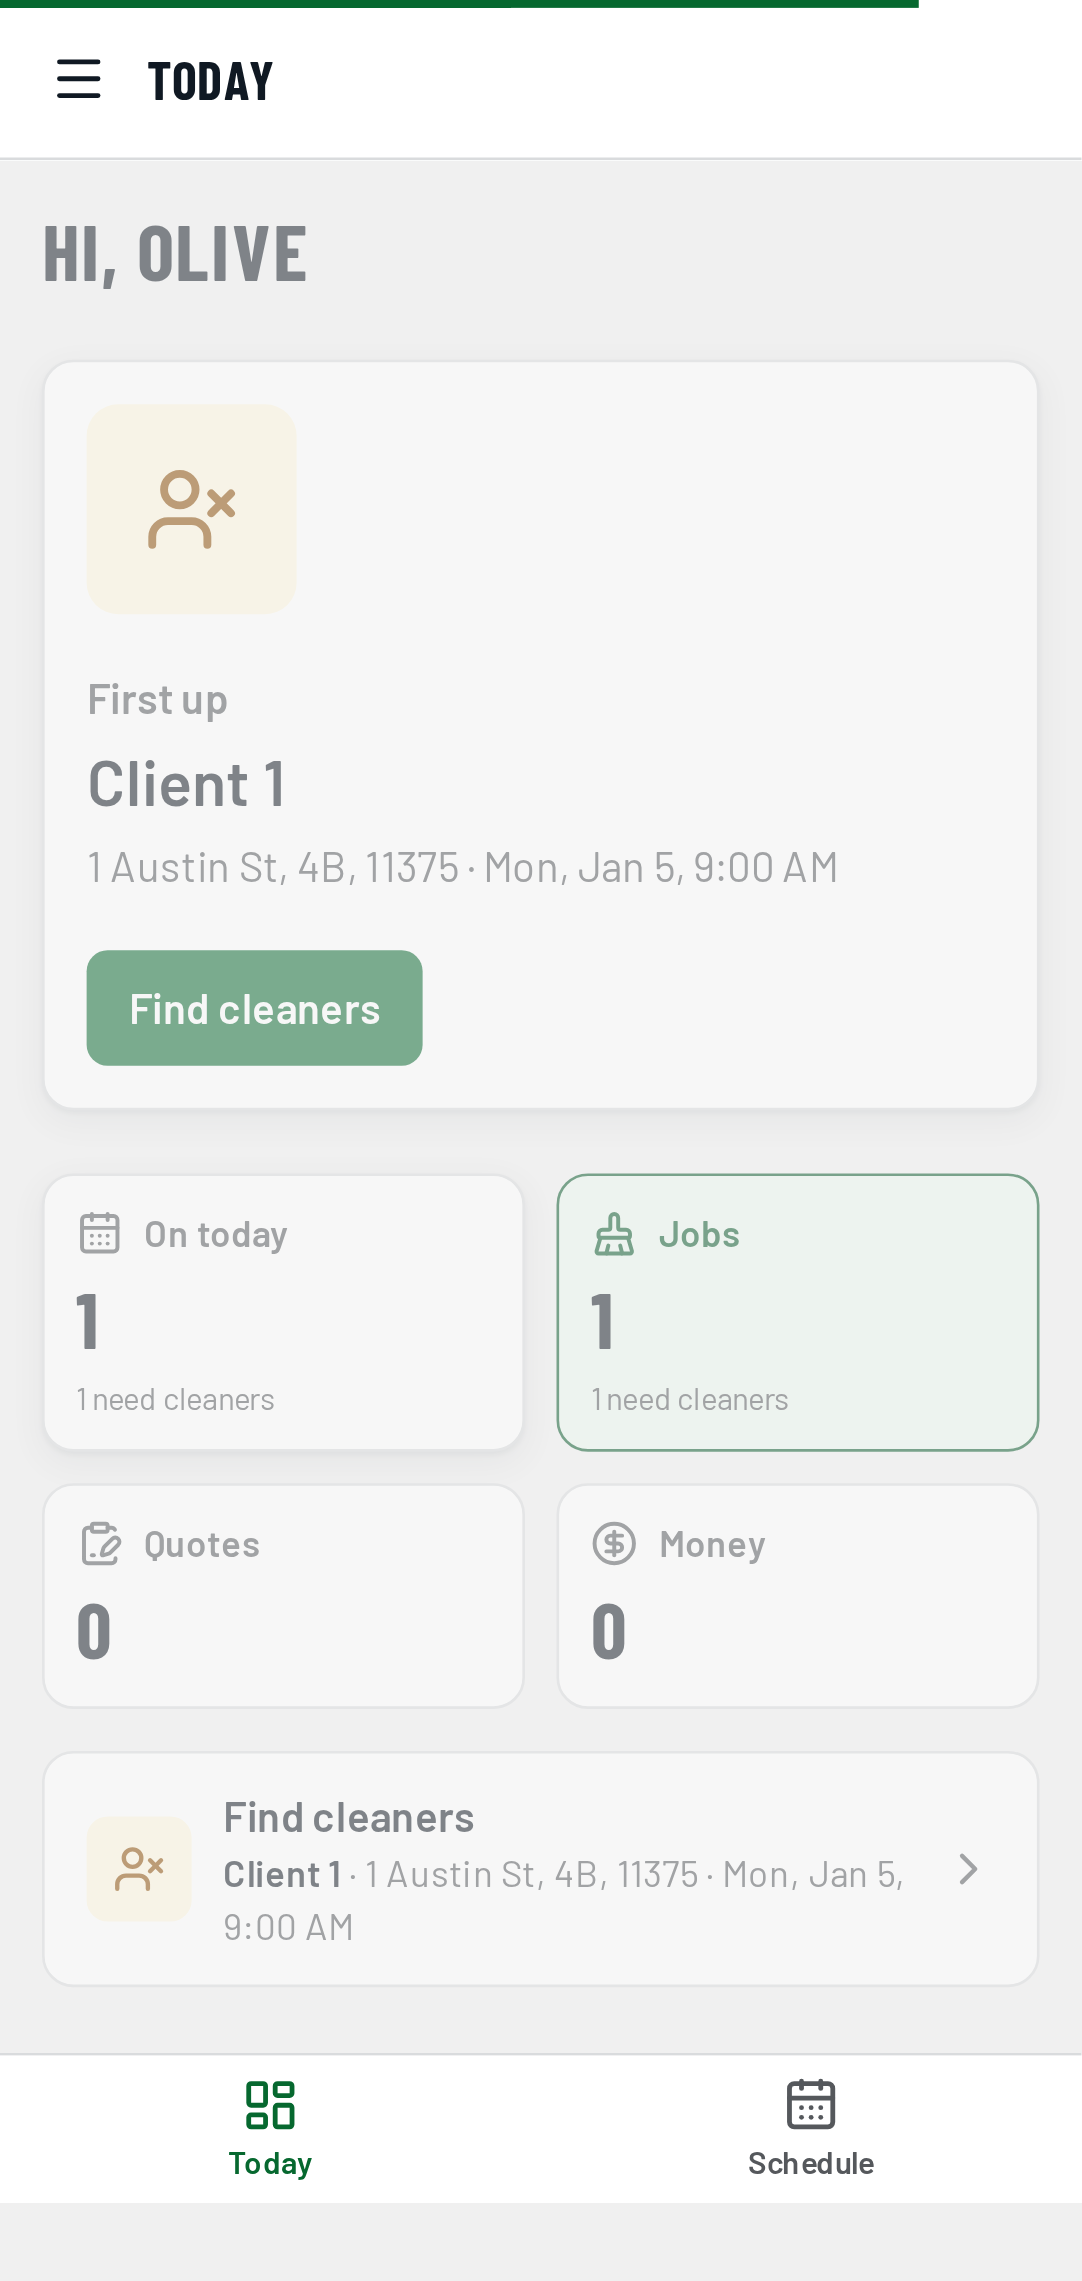 TODAY
HI, OLIVE
First up
Client 1
1 Austin St, 4B, 11375 · Mon, Jan 5, 9:00 AM
Find cleaners
On today
1
1 need cleaners
Jobs
1
1 need cleaners
Quotes
0
Money
0
Find cleaners
Client 1 · 1 Austin St, 4B, 11375 · Mon, Jan 5,
9:00 AM
Today
Schedule